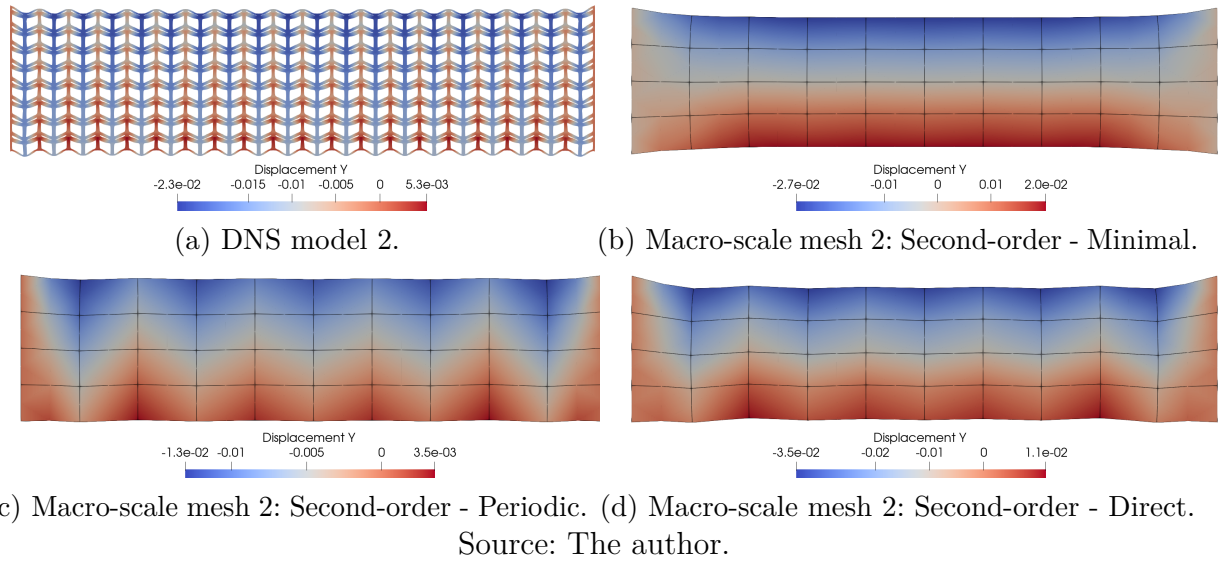 Displacement Y
-2.3e-02 -0.015 -0.01 -0.005 0 5.3e-03
(a) DNS model 2.
Displacement Y
-2.7e-02 -0.01 0 0.01 2.0e-02
(b) Macro-scale mesh 2: Second-order - Minimal.
Displacement Y
-1.3e-02 -0.01 -0.005 0 3.5e-03
c) Macro-scale mesh 2: Second-order - Periodic.
Displacement Y
-3.5e-02 -0.02 -0.01 0 1.1e-02
(d) Macro-scale mesh 2: Second-order - Direct.
Source: The author.